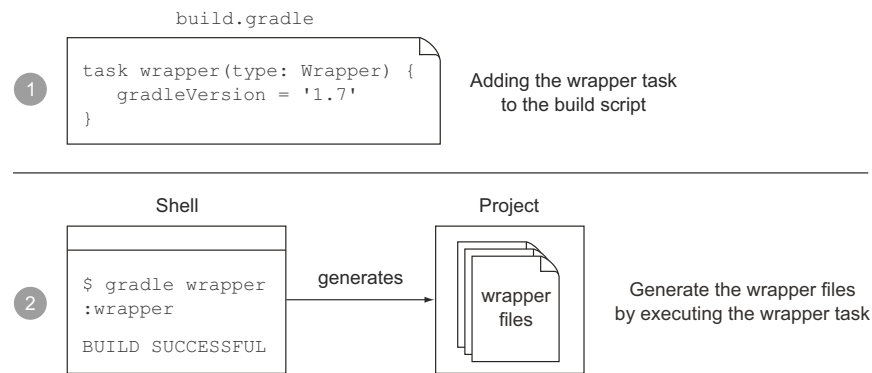 build.gradle
1
task wrapper(type: Wrapper) {
gradleVersion = '1.7'
}
Adding the wrapper task
to the build script
2
Shell
$ gradle wrapper
:wrapper
BUILD SUCCESSFUL
generates
Project
wrapper
files
Generate the wrapper files
by executing the wrapper task